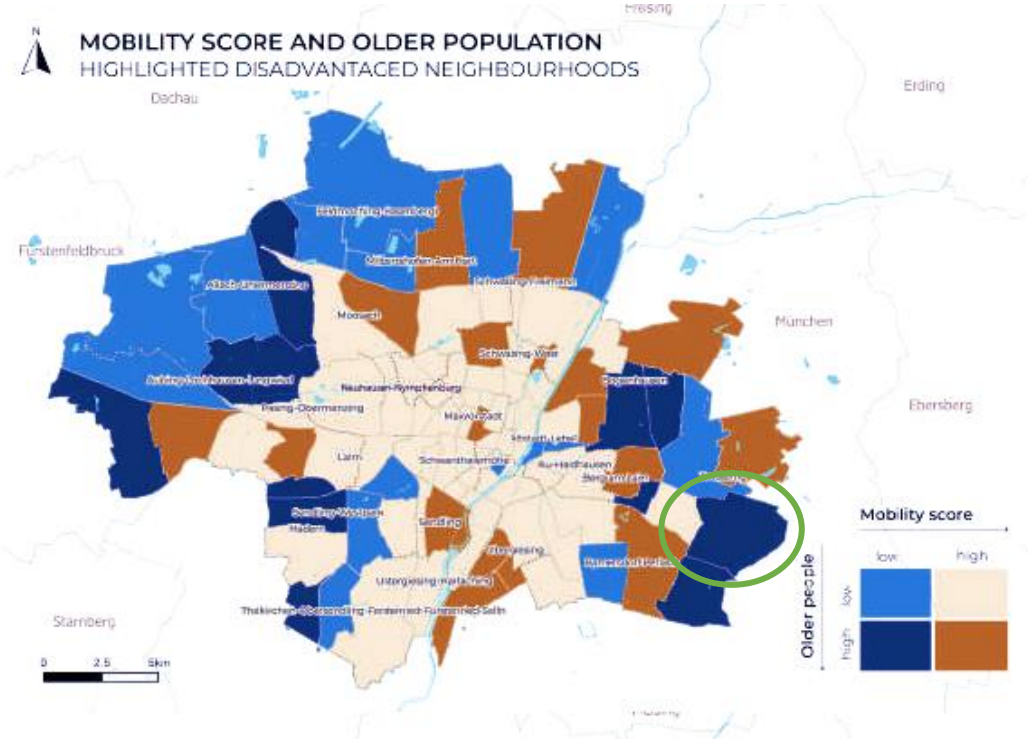 N
MOBILITY SCORE AND OLDER POPULATION
HIGHLIGHTED DISADVANTAGED NEIGHBOURHOODS
Freising
Dachau
Erding
Feldmoching-Hasenbergl
Fürstenfeldbruck
Milbertshofen-Am Hart
Schwabing-Freimann
Allach-Untermenzing
Moosach
München
Schwabing-West
Aubing-Lochhausen-Langwied
Bogenhausen
Neuhausen-Nymphenburg
Pasing-Obermenzing
Ebersberg
Maxvorstadt
Altstadt-Lehel
Laim
Schwanthalerhöhe
Au-Haidhausen
Berg am Laim
Sendling-Westpark
Sendling
Hadern
Mobility score
low
high
Obergiesing
Ramersdorf-Perlach
Untergiesing-Harlaching
Older people
low
high
Thalkirchen-Obersendling-Forstenried-Fürstenried-Solln
Starnberg
0 2.5 5km